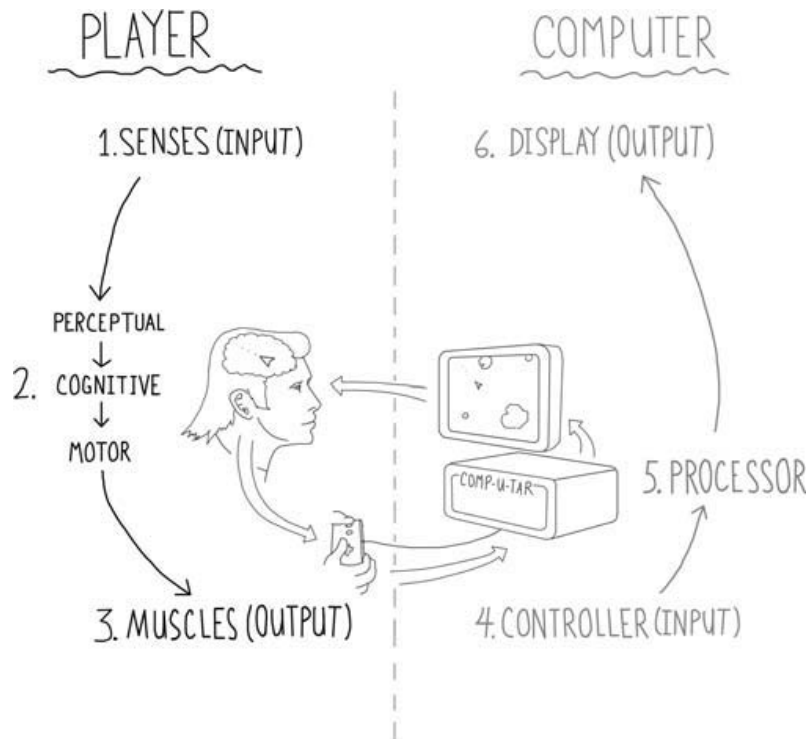 PLAYER
1. SENSES (INPUT)
PERCEPTUAL
2. COGNITIVE
MOTOR
3. MUSCLES (OUTPUT)
COMPUTER
6. DISPLAY (OUTPUT)
COMP-U-TAR
5. PROCESSOR
4. CONTROLLER (INPUT)